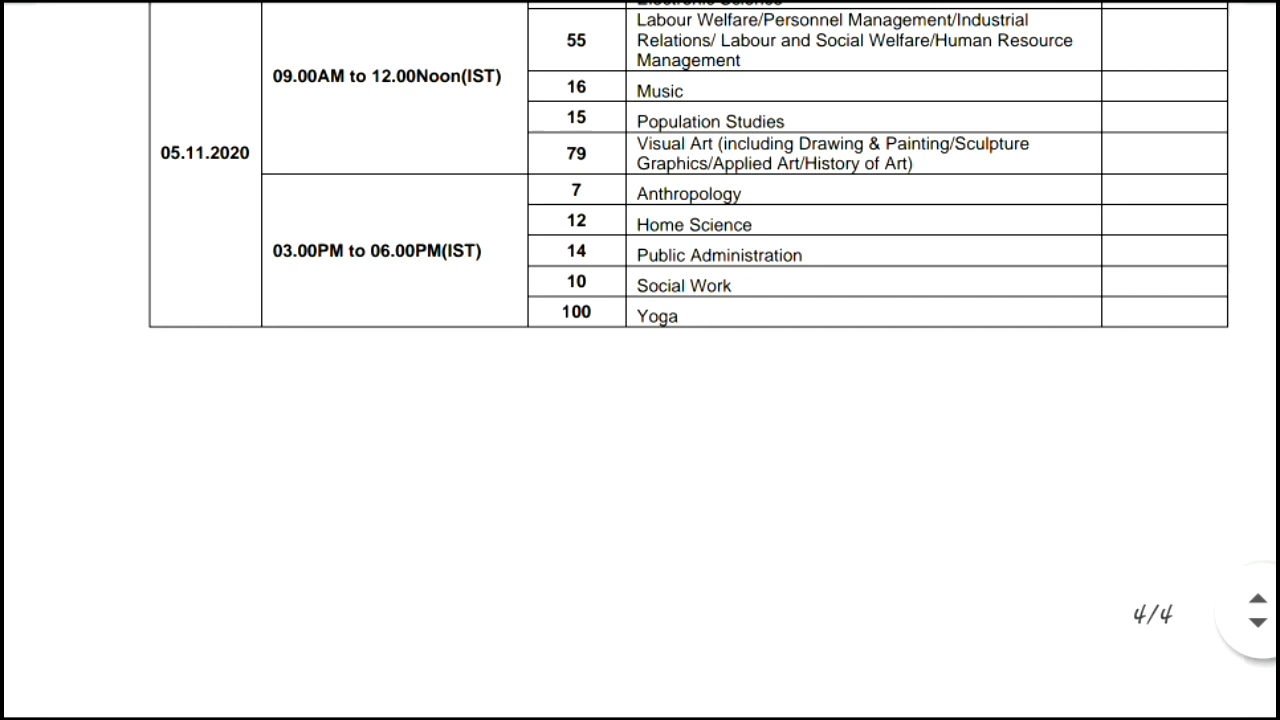 Labour Welfare/Personnel Management/Industrial
55
Relations/ Labour and Social Welfare/Human Resource
Management
09.00AM to 12.00Noon(IST)
16
Music
15
Population Studies
05.11.2020
79
Visual Art (including Drawing & Painting/Sculpture
Graphics/Applied Art/History of Art)
7
Anthropology
12
Home Science
03.00PM to 06.00PM(IST)
14
Public Administration
10
Social Work
100
Yoga
4/4